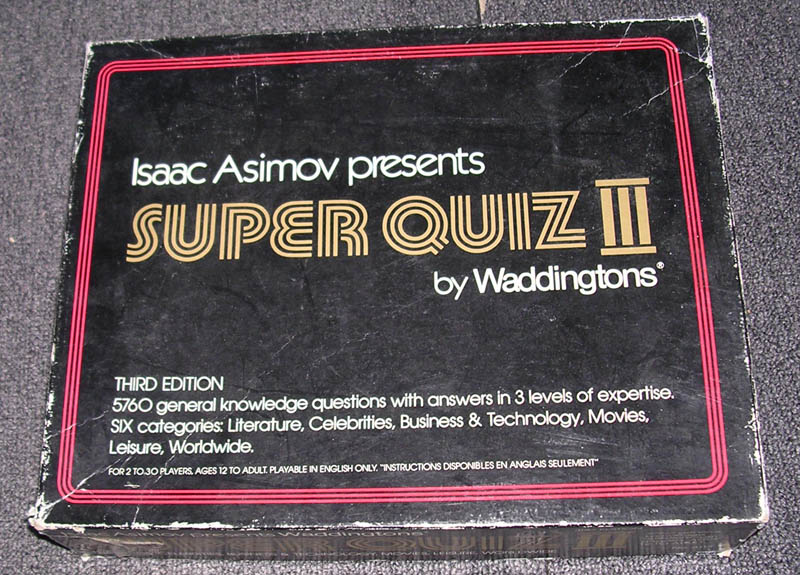 Isaac Asimov presents
SUPER QUIZ III
by Waddingtons®
THIRD EDITION
5760 general knowledge questions with answers in 3 levels of expertise.
SIX categories: Literature, Celebrities, Business & Technology, Movies,
Leisure, Worldwide.
FOR 2 TO 30 PLAYERS, AGES 12 TO ADULT. PLAYABLE IN ENGLISH ONLY. "INSTRUCTIONS DISPONIBLES EN ANGLAIS SEULEMENT"